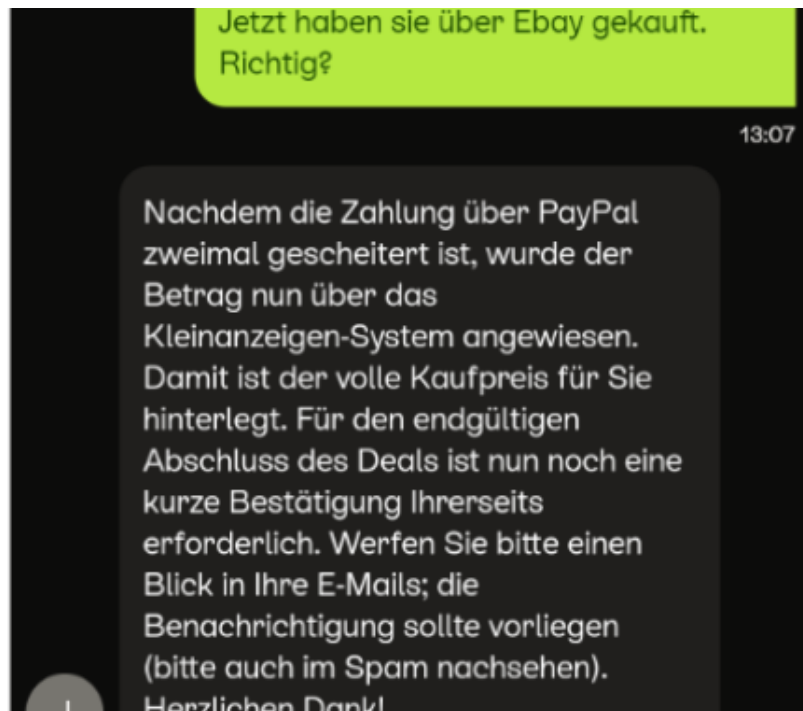 Jetzt haben sie über Ebay gekauft.
Richtig?
13:07
Nachdem die Zahlung über PayPal
zweimal gescheitert ist, wurde der
Betrag nun über das
Kleinanzeigen-System angewiesen.
Damit ist der volle Kaufpreis für Sie
hinterlegt. Für den endgültigen
Abschluss des Deals ist nun noch eine
kurze Bestätigung Ihrerseits
erforderlich. Werfen Sie bitte einen
Blick in Ihre E-Mails; die
Benachrichtigung sollte vorliegen
(bitte auch im Spam nachsehen).
Herzlichen Dank!